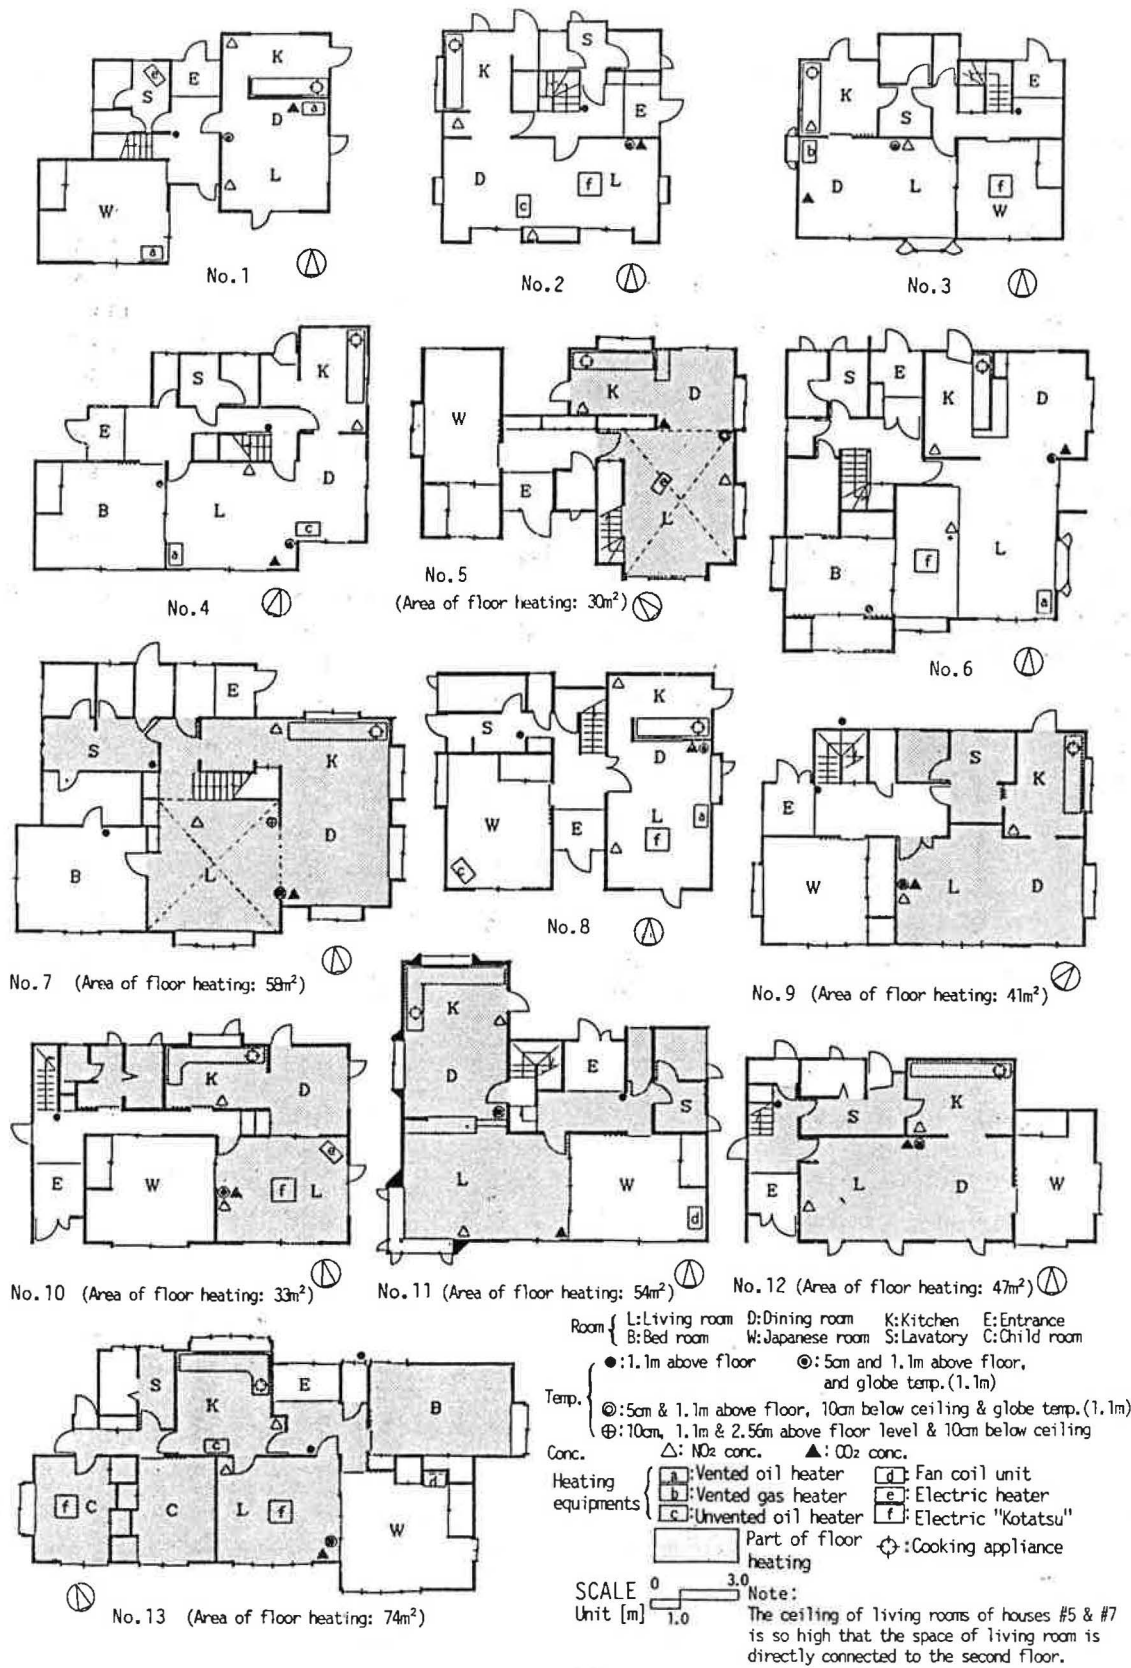 K
E
S
e
a
D
L
W
a
No.1
S
K
E
D
L
f
c
No.2
K
S
E
b
D
L
f
W
No.3
S
K
E
D
B
L
c
a
No.4
W
K
D
E
e
L
No.5
(Area of floor heating: 30m²)
S
E
K
D
L
f
B
a
No.6
E
S
K
D
B
L
No.7 (Area of floor heating: 58m²)
K
S
D
L
a
W
E
f
c
No.8
S
K
E
W
L
D
No.9 (Area of floor heating: 41m²)
K
D
E
W
f
L
No.10 (Area of floor heating: 33m²)
K
D
E
S
L
W
d
No.11 (Area of floor heating: 54m²)
S
K
E
L
D
W
No.12 (Area of floor heating: 47m²)
S
K
E
B
c
f
C
C
L
f
d
W
No.13 (Area of floor heating: 74m²)
Room { L:Living room D:Dining room K:Kitchen E:Entrance
B:Bed room W:Japanese room S:Lavatory C:Child room
Temp. { ●:1.1m above floor ◉:5cm and 1.1m above floor,
and globe temp.(1.1m)
◎:5cm & 1.1m above floor, 10cm below ceiling & globe temp.(1.1m)
⊕:10cm, 1.1m & 2.56m above floor level & 10cm below ceiling
Conc. △: NO₂ conc. ▲: CO₂ conc.
Heating equipments { a:Vented oil heater d: Fan coil unit
b:Vented gas heater e: Electric heater
c:Unvented oil heater f: Electric "Kotatsu"
Part of floor heating :Cooking appliance
SCALE 0 3.0
Unit [m] 1.0
Note:
The ceiling of living rooms of houses #5 & #7
is so high that the space of living room is
directly connected to the second floor.